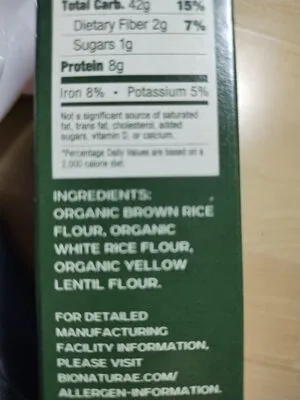 Total Carb. 42g 15%
Dietary Fiber 2g 7%
Sugars 1g
Protein 8g
Iron 8% • Potassium 5%
Not a significant source of saturated
fat, trans fat, cholesterol, added
sugars, vitamin D, or calcium.
*Percentage Daily Values are based on a
2,000 calorie diet.
INGREDIENTS:
ORGANIC BROWN RICE
FLOUR, ORGANIC
WHITE RICE FLOUR,
ORGANIC YELLOW
LENTIL FLOUR.
FOR DETAILED
MANUFACTURING
FACILITY INFORMATION,
PLEASE VISIT
BIONATURAE.COM/
ALLERGEN-INFORMATION.